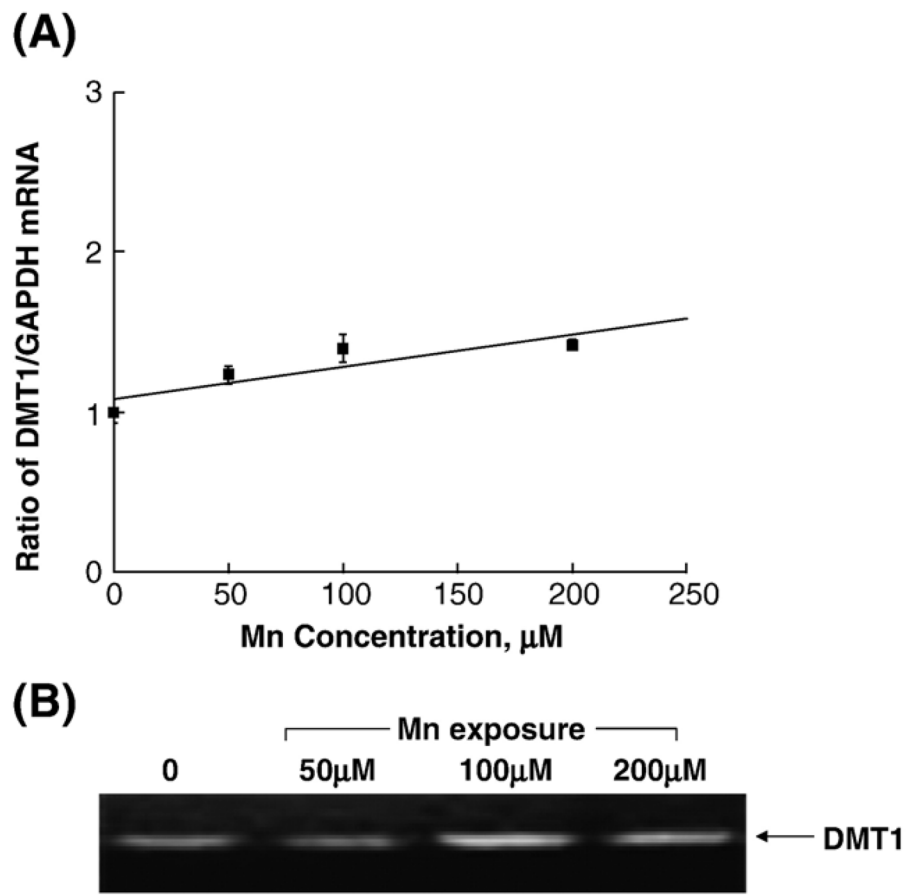 (A)
Ratio of DMT1/GAPDH mRNA
3
2
1
0
0 50 100 150 200 250
Mn Concentration, μM
(B)
Mn exposure
0 50μM 100μM 200μM
DMT1